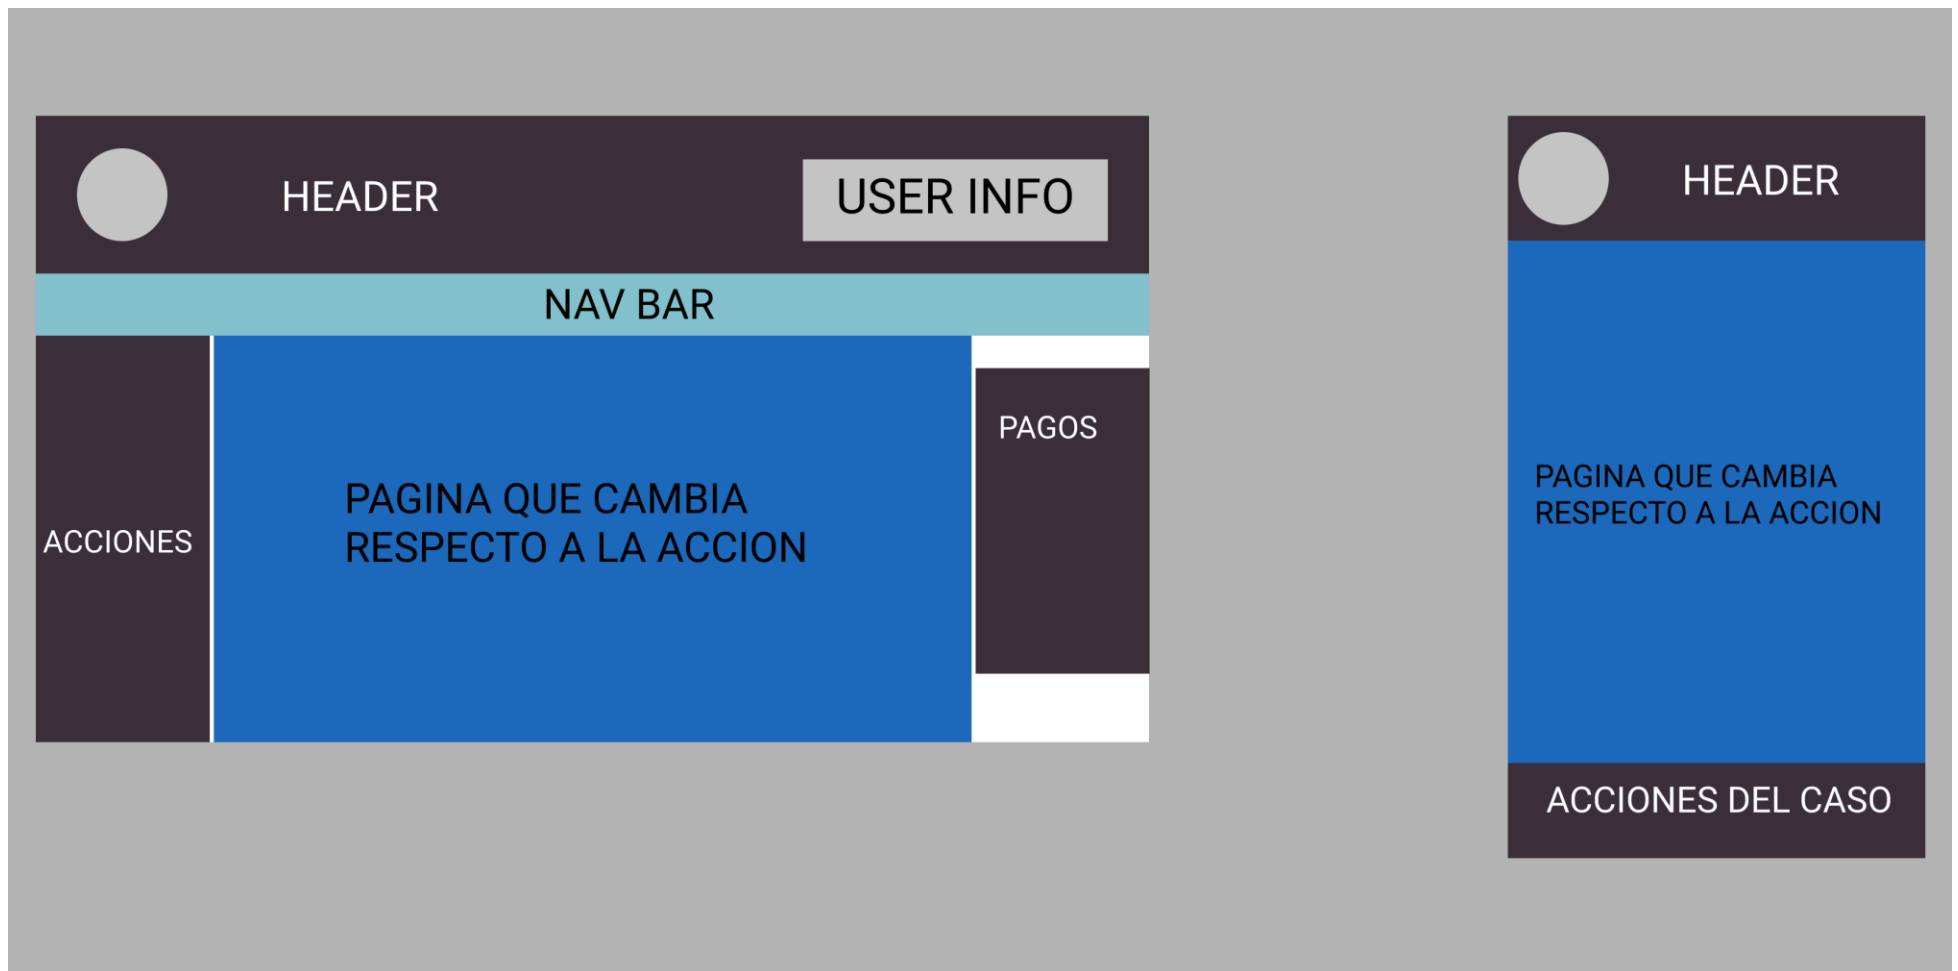 HEADER
USER INFO
NAV BAR
ACCIONES
PAGINA QUE CAMBIA
RESPECTO A LA ACCION
PAGOS
HEADER
PAGINA QUE CAMBIA
RESPECTO A LA ACCION
ACCIONES DEL CASO